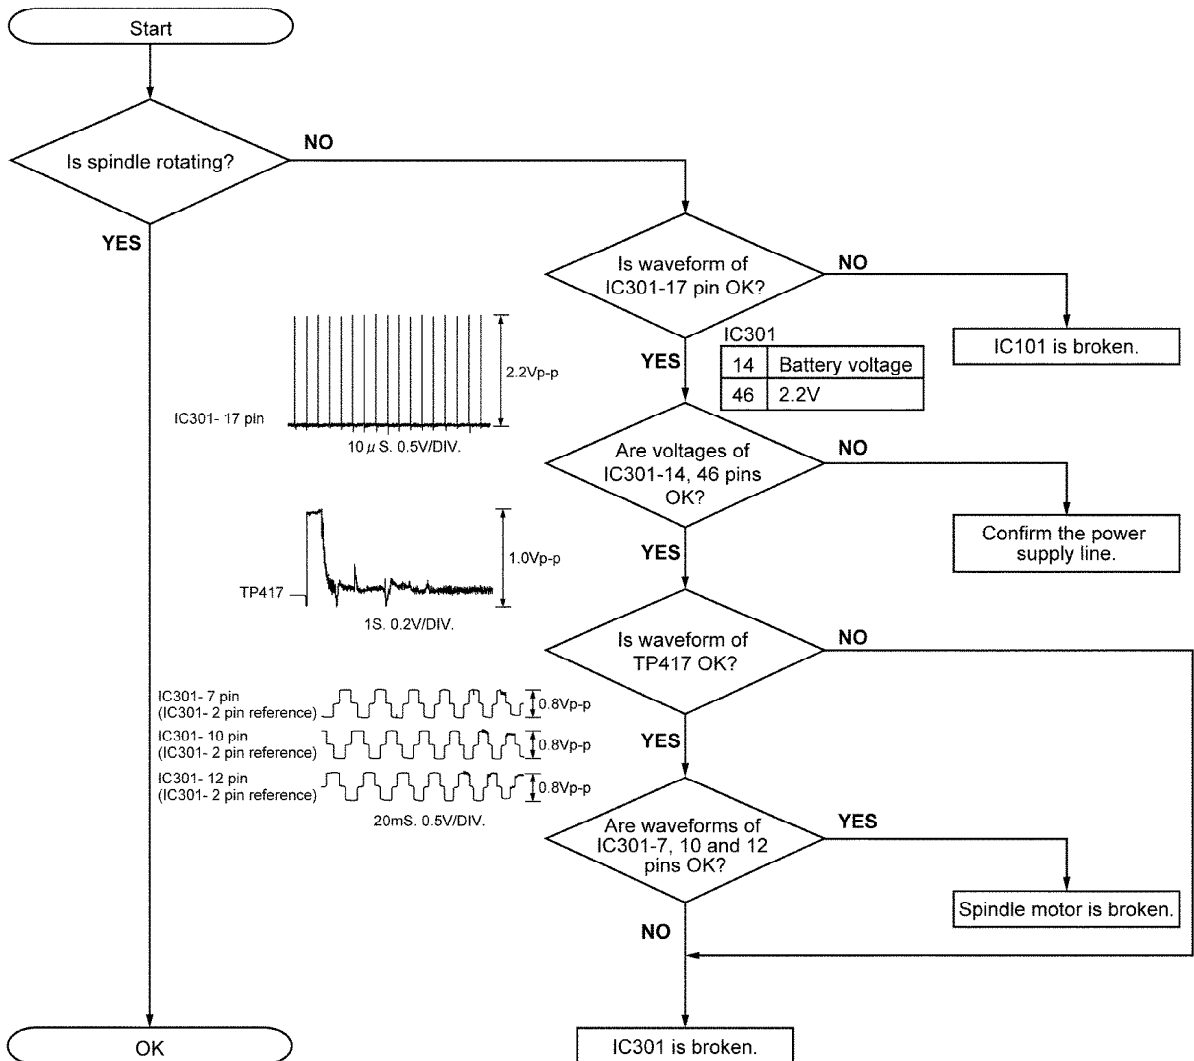 Start
Is spindle rotating?
NO
YES
Is waveform of
IC301-17 pin OK?
NO
IC101 is broken.
YES
IC301
14 Battery voltage
46 2.2V
2.2Vp-p
IC301- 17 pin
10 μ S. 0.5V/DIV.
Are voltages of
IC301-14, 46 pins
OK?
NO
Confirm the power
supply line.
YES
1.0Vp-p
TP417
1S. 0.2V/DIV.
Is waveform of
TP417 OK?
NO
YES
IC301- 7 pin
(IC301- 2 pin reference)
0.8Vp-p
IC301- 10 pin
(IC301- 2 pin reference)
0.8Vp-p
IC301- 12 pin
(IC301- 2 pin reference)
0.8Vp-p
20mS. 0.5V/DIV.
Are waveforms of
IC301-7, 10 and 12
pins OK?
YES
Spindle motor is broken.
NO
OK
IC301 is broken.